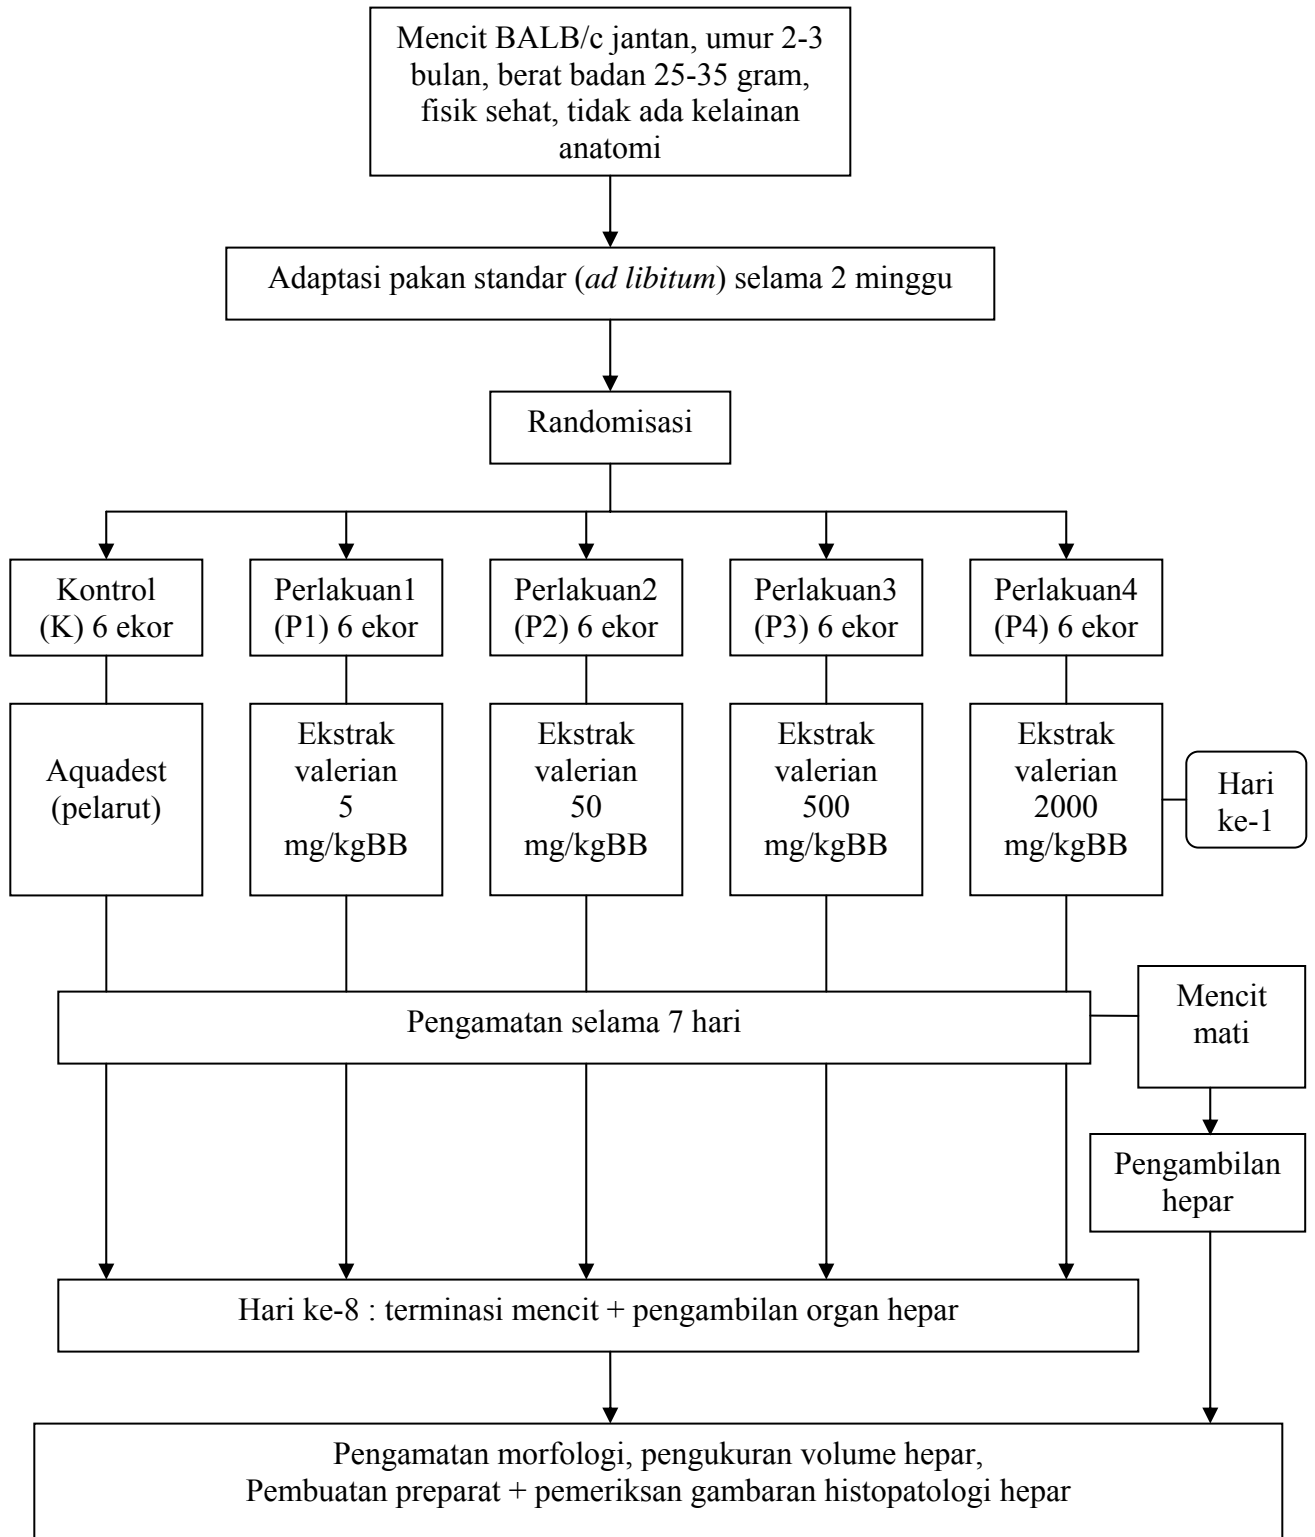 Mencit BALB/c jantan, umur 2-3
bulan, berat badan 25-35 gram,
fisik sehat, tidak ada kelainan
anatomi
Adaptasi pakan standar (ad libitum) selama 2 minggu
Randomisasi
Kontrol
(K) 6 ekor
Perlakuan1
(P1) 6 ekor
Perlakuan2
(P2) 6 ekor
Perlakuan3
(P3) 6 ekor
Perlakuan4
(P4) 6 ekor
Aquadest
(pelarut)
Ekstrak
valerian
5
mg/kgBB
Ekstrak
valerian
50
mg/kgBB
Ekstrak
valerian
500
mg/kgBB
Ekstrak
valerian
2000
mg/kgBB
Hari
ke-1
Pengamatan selama 7 hari
Mencit
mati
Pengambilan
hepar
Hari ke-8 : terminasi mencit + pengambilan organ hepar
Pengamatan morfologi, pengukuran volume hepar,
Pembuatan preparat + pemeriksan gambaran histopatologi hepar